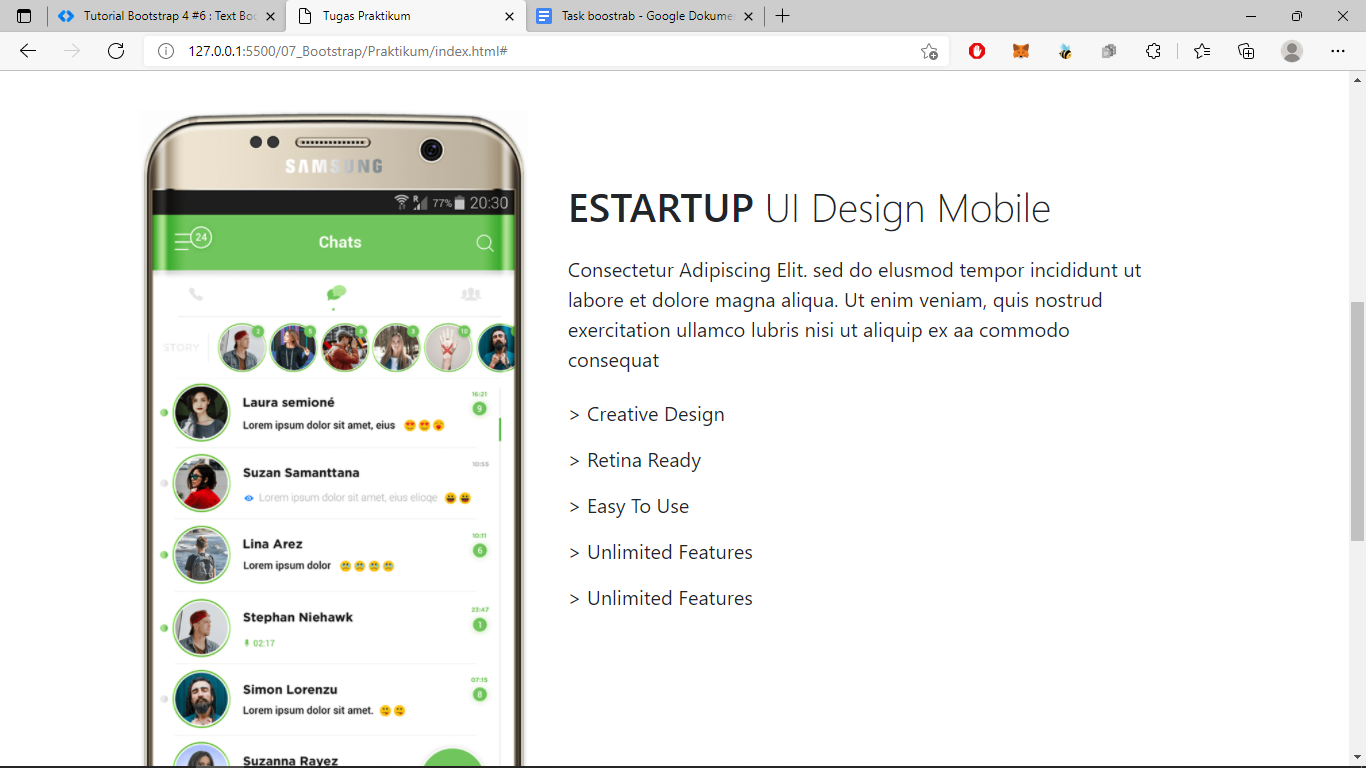 Tutorial Bootstrap 4 #6 : Text Boo
Tugas Praktikum
Task boostrab - Google Dokume
127.0.0.1:5500/07_Bootstrap/Praktikum/index.html#
SAMSUNG
R 77% 20:30
24 Chats
STORY 2 5 8 3 10
Laura semioné 16:21
Lorem ipsum dolor sit amet, eius 😍😍😮 9
Suzan Samanttana 10:55
Lorem ipsum dolor sit amet, eius elioqe 😀😀
Lina Arez 10:11
Lorem ipsum dolor 😢😢😢😢 6
Stephan Niehawk 23:47
02:17 1
Simon Lorenzu 07:15
Lorem ipsum dolor sit amet. 8
Suzanna Rayez
ESTARTUP UI Design Mobile
Consectetur Adipiscing Elit. sed do elusmod tempor incididunt ut
labore et dolore magna aliqua. Ut enim veniam, quis nostrud
exercitation ullamco lubris nisi ut aliquip ex aa commodo
consequat
> Creative Design
> Retina Ready
> Easy To Use
> Unlimited Features
> Unlimited Features